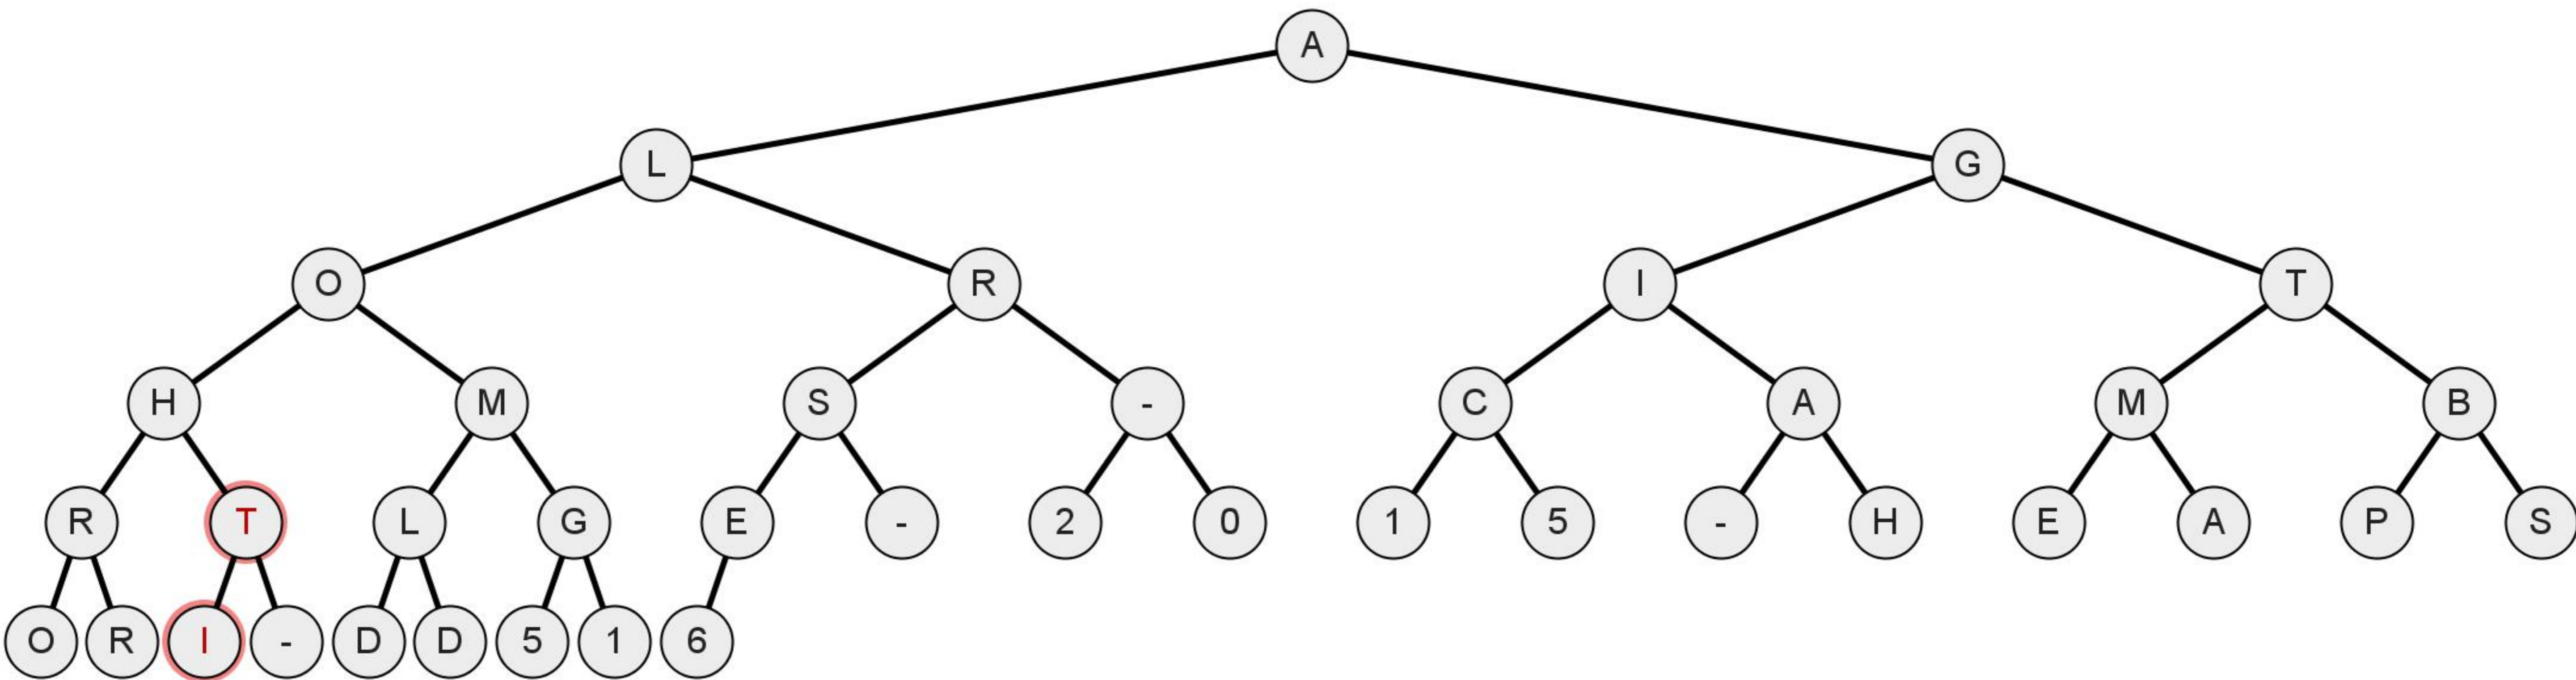 A
L G
O R I T
H M S - C A M B
R T L G E - 2 0 1 5 - H E A P S
O R I - D D 5 1 6